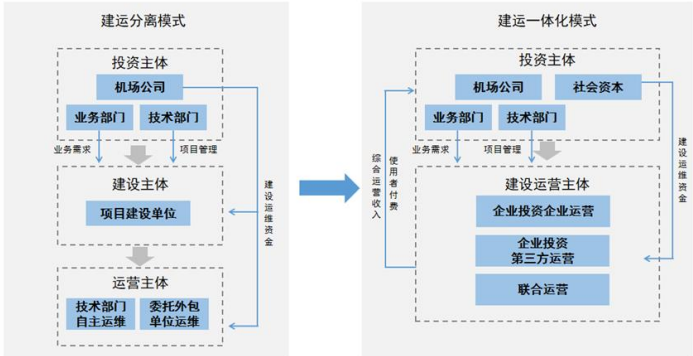 建运分离模式
投资主体
机场公司
业务部门
技术部门
业务需求
项目管理
建设主体
项目建设单位
建设运维资金
运营主体
技术部门
自主运维
委托外包
单位运维
建运一体化模式
投资主体
机场公司
社会资本
业务部门
技术部门
业务需求
项目管理
综合运营收入
使用者付费
建设运营主体
企业投资企业运营
企业投资
第三方运营
联合运营
建设运维资金